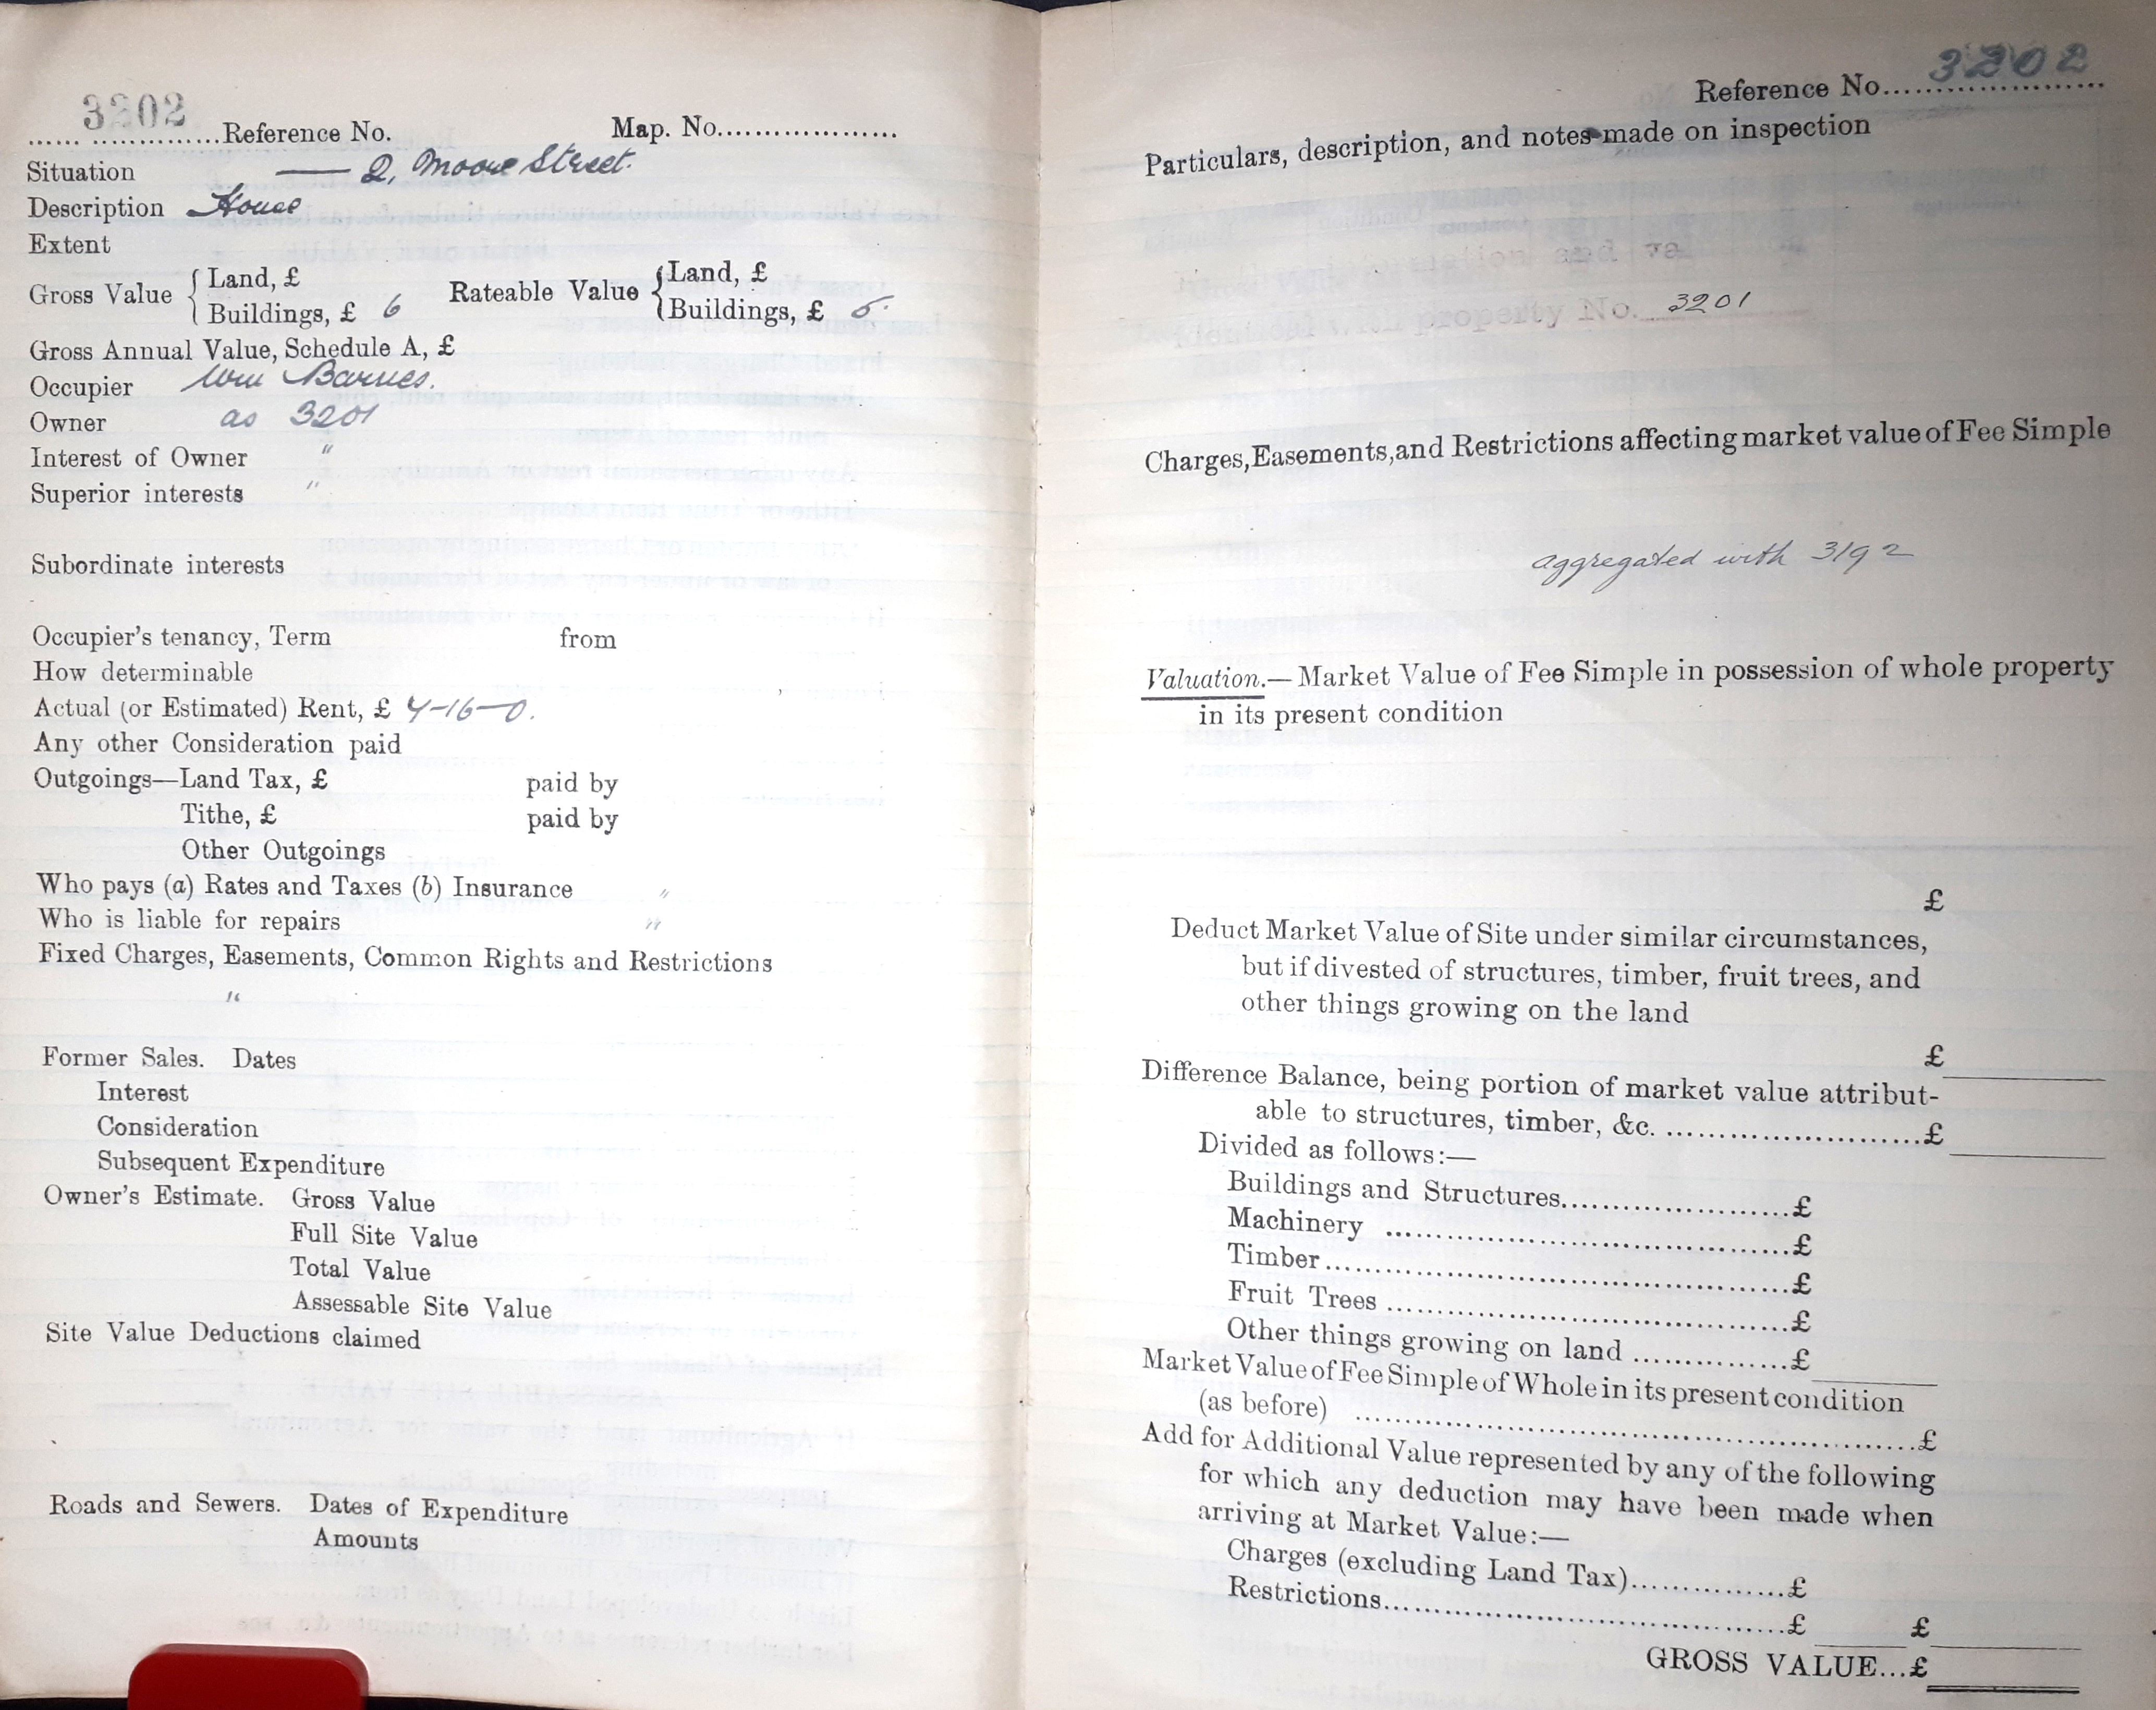 3202
Reference No. Map. No.
Situation — 2, Moore Street.
Description House
Extent
Gross Value { Land, £
Buildings, £ 6
Rateable Value { Land, £
Buildings, £ 5.
Gross Annual Value, Schedule A, £
Occupier Wm Barnes.
Owner as 3201
Interest of Owner "
Superior interests "
Subordinate interests
Occupier's tenancy, Term from
How determinable
Actual (or Estimated) Rent, £ 4-16-0.
Any other Consideration paid
Outgoings—Land Tax, £ paid by
Tithe, £ paid by
Other Outgoings
Who pays (a) Rates and Taxes (b) Insurance "
Who is liable for repairs "
Fixed Charges, Easements, Common Rights and Restrictions
"
Former Sales. Dates
Interest
Consideration
Subsequent Expenditure
Owner's Estimate. Gross Value
Full Site Value
Total Value
Assessable Site Value
Site Value Deductions claimed
Roads and Sewers. Dates of Expenditure
Amounts
Reference No. 3202
Particulars, description, and notes made on inspection
and va
identical with property No. 3201
Charges, Easements, and Restrictions affecting market value of Fee Simple
aggregated with 3192
Valuation.—Market Value of Fee Simple in possession of whole property
in its present condition
£
Deduct Market Value of Site under similar circumstances,
but if divested of structures, timber, fruit trees, and
other things growing on the land
£
Difference Balance, being portion of market value attribut-
able to structures, timber, &c. £
Divided as follows:—
Buildings and Structures £
Machinery £
Timber £
Fruit Trees £
Other things growing on land £
Market Value of Fee Simple of Whole in its present condition
(as before) £
Add for Additional Value represented by any of the following
for which any deduction may have been made when
arriving at Market Value:—
Charges (excluding Land Tax) £
Restrictions £ £
GROSS VALUE...£